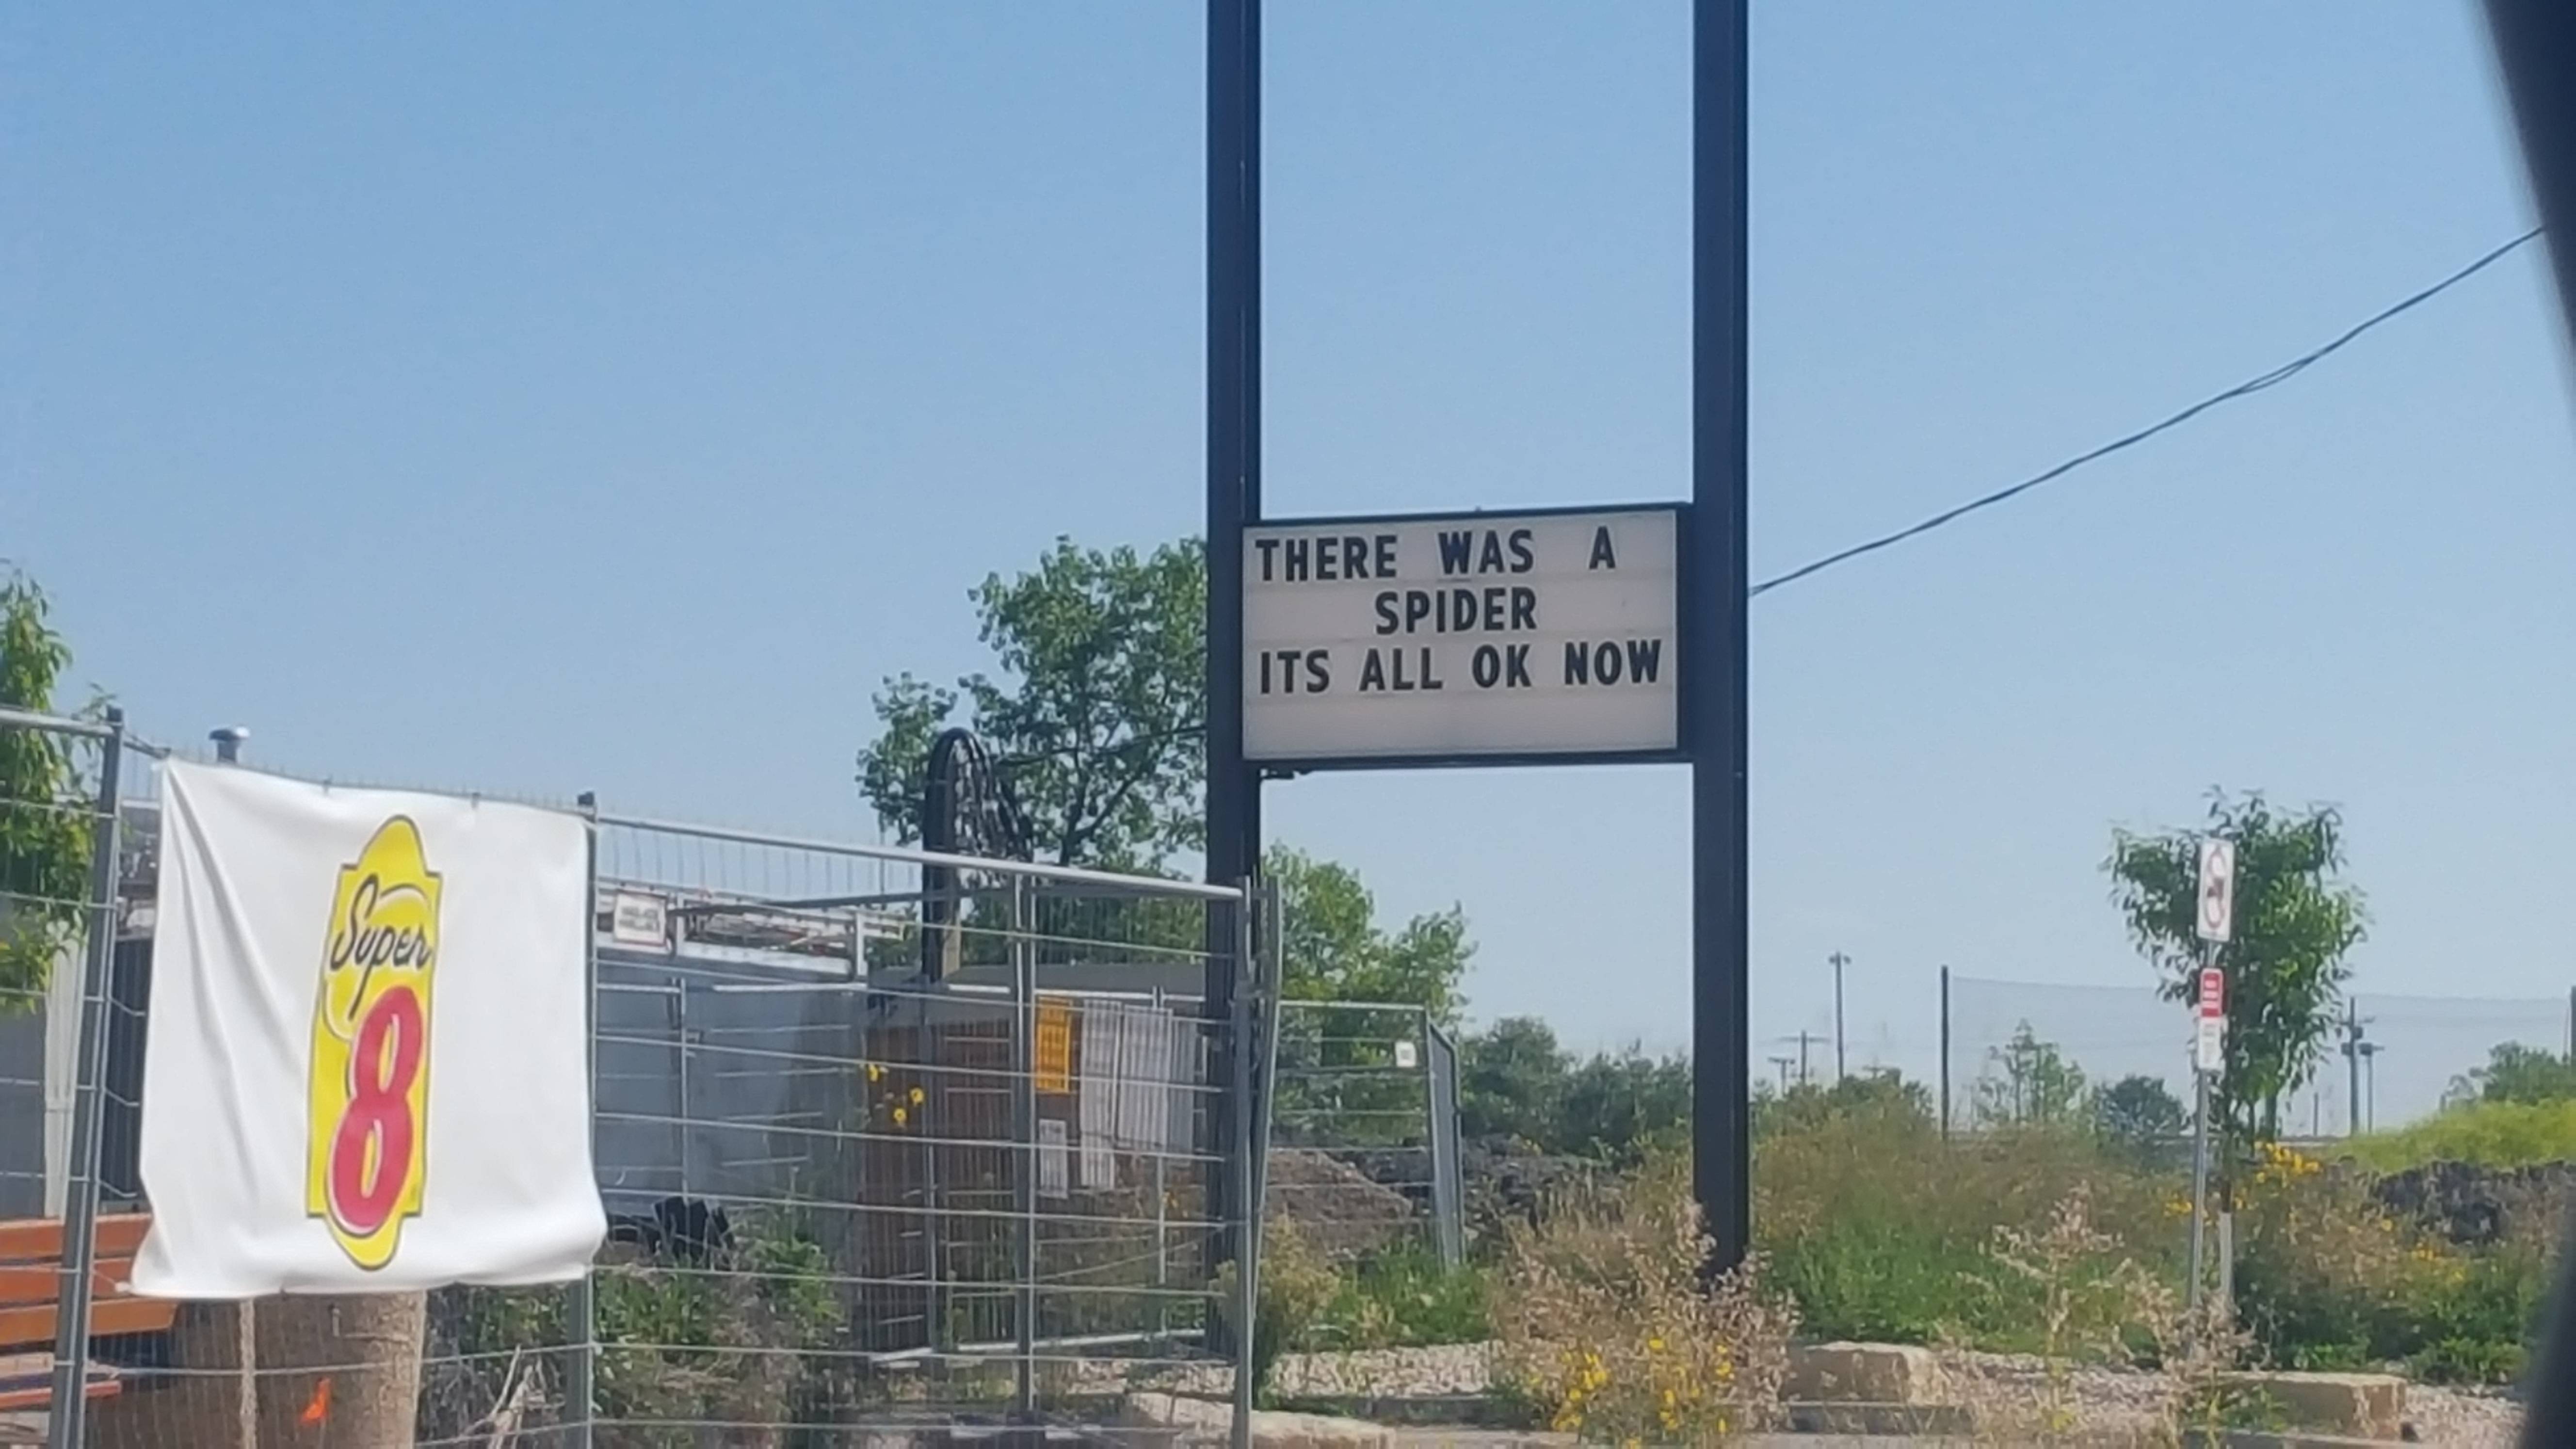 THERE WAS A
SPIDER
ITS ALL OK NOW
Super
8